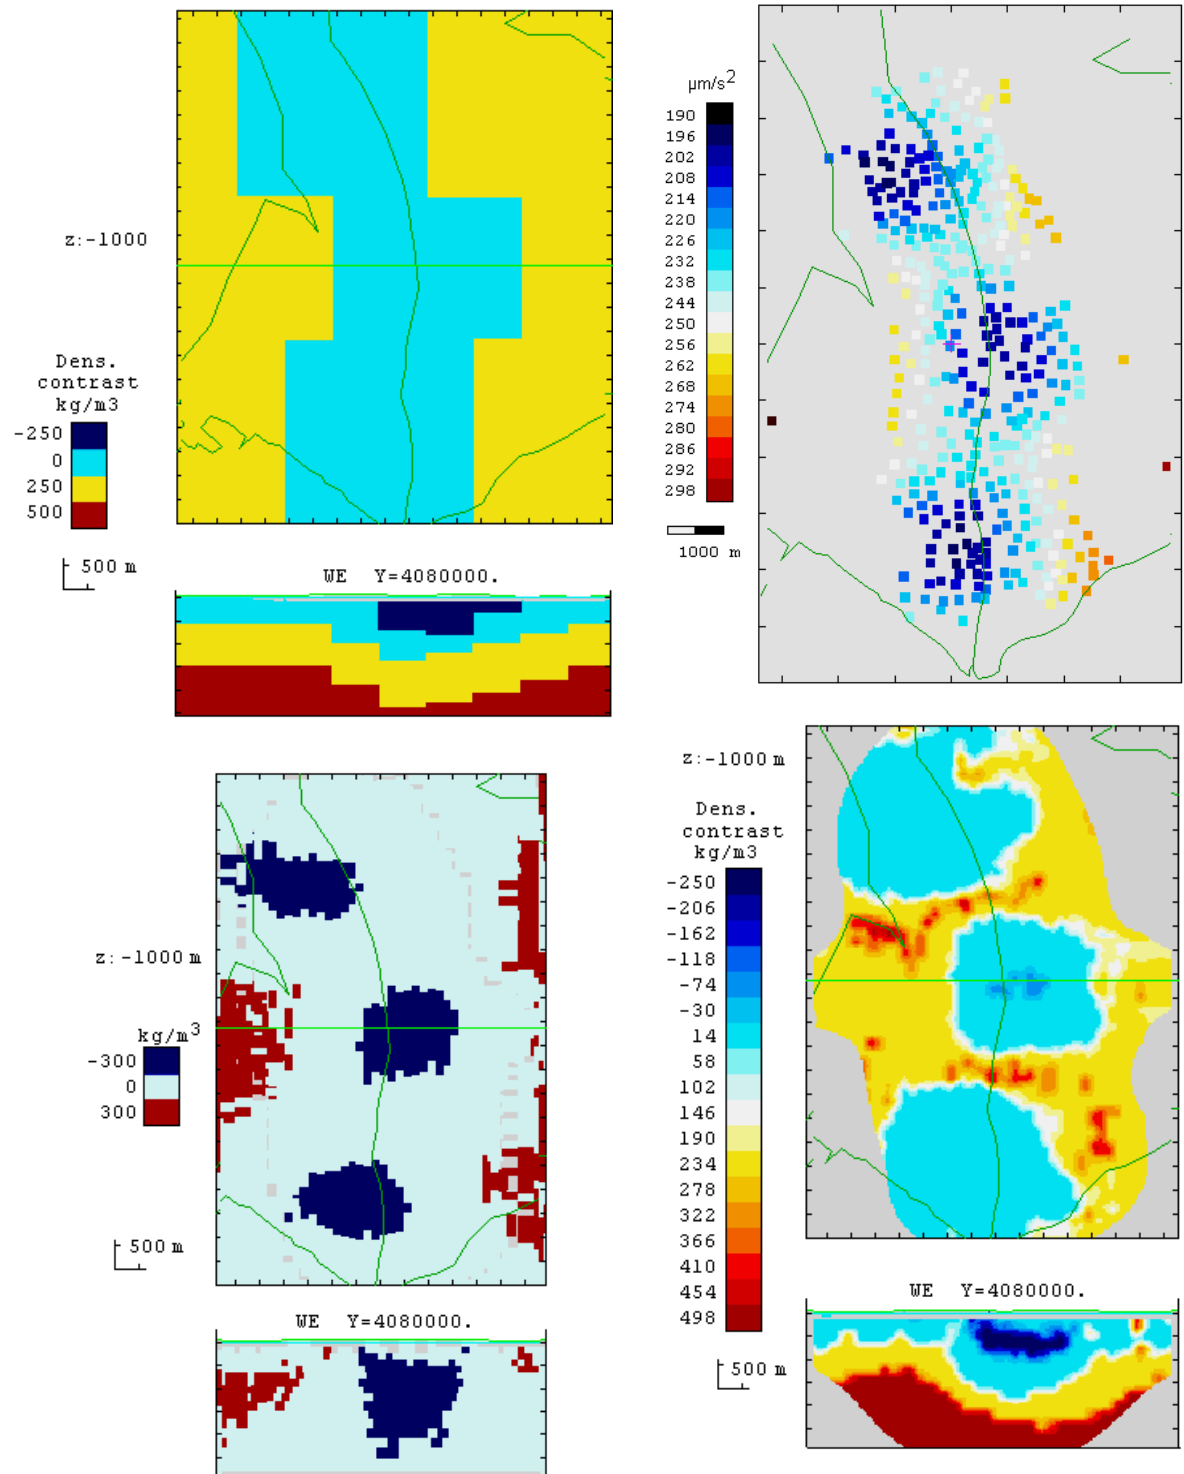 z:-1000
Dens.
contrast
kg/m3
-250
0
250
500
500 m
WE Y=4080000.
µm/s2
190
196
202
208
214
220
226
232
238
244
250
256
262
268
274
280
286
292
298
1000 m
z:-1000 m
kg/m3
-300
0
300
500 m
WE Y=4080000.
z:-1000 m
Dens.
contrast
kg/m3
-250
-206
-162
-118
-74
-30
14
58
102
146
190
234
278
322
366
410
454
498
WE Y=4080000.
500 m